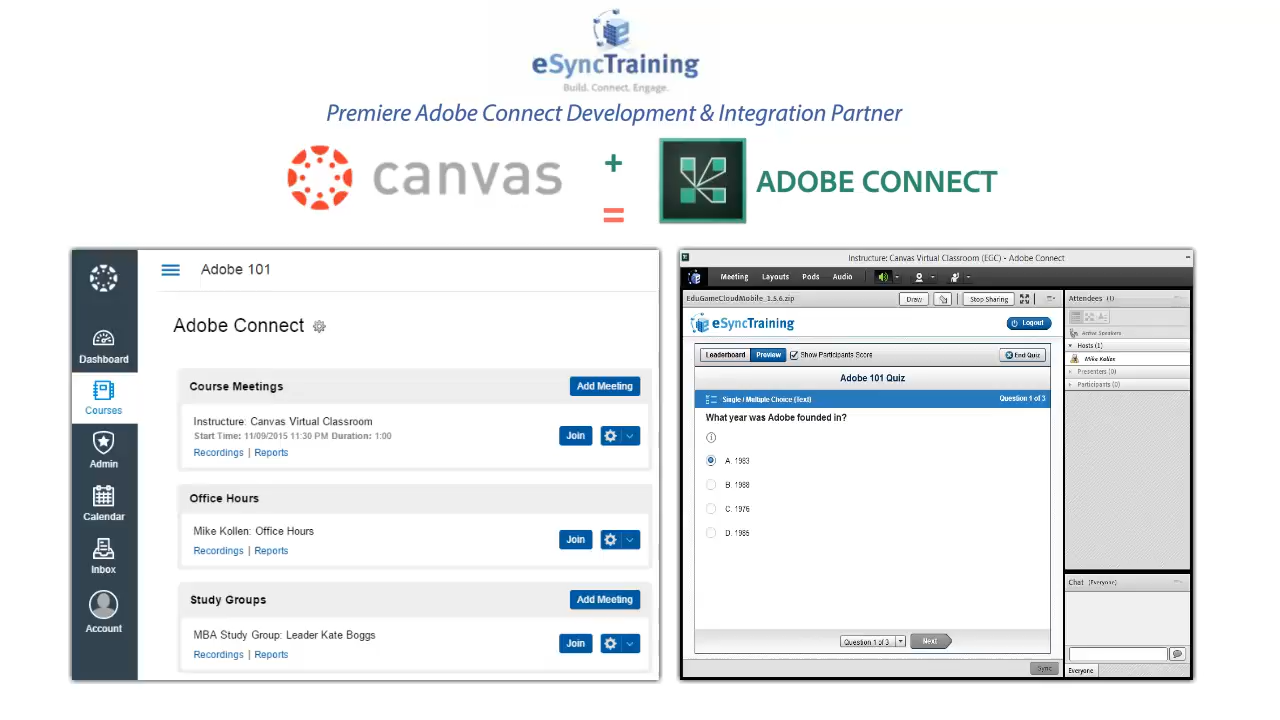 eSyncTraining
Build. Connect. Engage.
Premiere Adobe Connect Development & Integration Partner
canvas
+
ADOBE CONNECT
=
Adobe 101
Dashboard
Courses
Admin
Calendar
Inbox
Account
Adobe Connect
Course Meetings
Add Meeting
Instructure: Canvas Virtual Classroom
Start Time: 11/09/2015 11:30 PM Duration: 1:00
Recordings | Reports
Join
Office Hours
Mike Kollen: Office Hours
Recordings | Reports
Join
Study Groups
Add Meeting
MBA Study Group: Leader Kate Boggs
Recordings | Reports
Join
Instructure: Canvas Virtual Classroom (EGC) - Adobe Connect
Meeting Layouts Pods Audio
EduGameCloudMobile_1.5.6.zip
Draw
Stop Sharing
eSyncTraining
Logout
Leaderboard Preview Show Participants Score
End Quiz
Adobe 101 Quiz
Single / Multiple Choice (Text) Question 1 of 3
What year was Adobe founded in?
A. 1983
B. 1988
C. 1976
D. 1985
Question 1 of 3
Next
Sync
Attendees (1)
Active Speakers
Hosts (1)
Mike Kollen
Presenters (0)
Participants (0)
Chat (Everyone)
Everyone